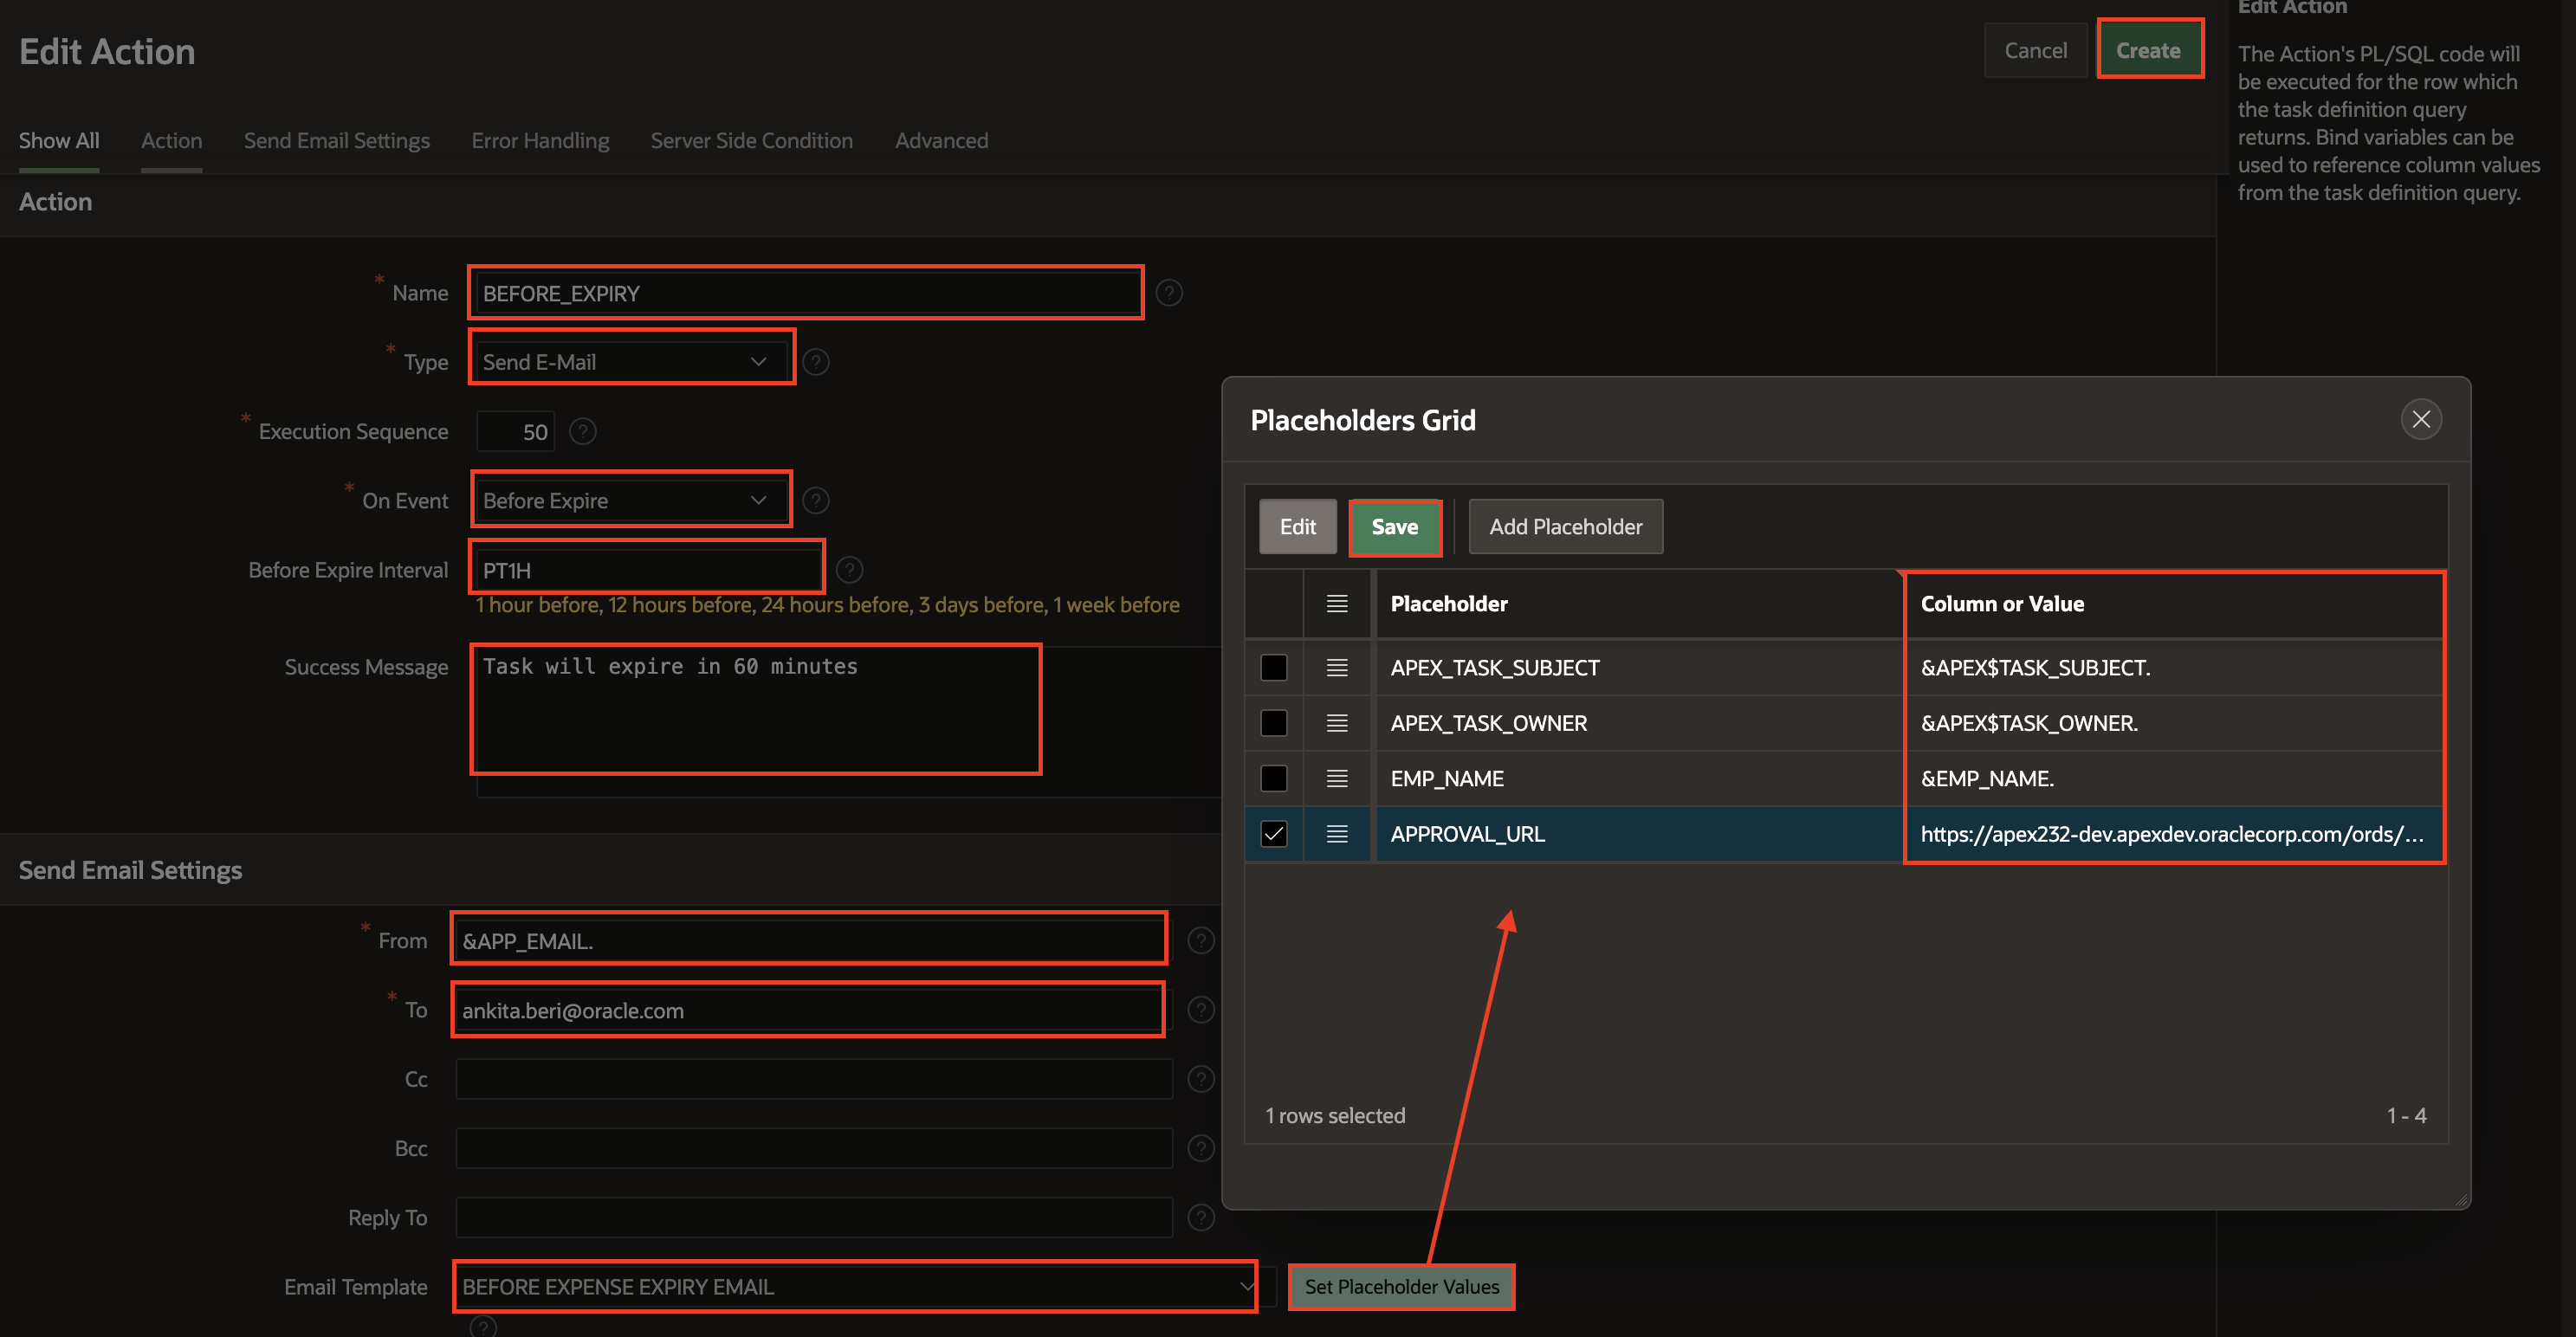 Edit Action
Cancel
Create
Show All
Action
Send Email Settings
Error Handling
Server Side Condition
Advanced
Action
* Name
BEFORE_EXPIRY
?
* Type
Send E-Mail
?
* Execution Sequence
50
?
* On Event
Before Expire
?
Before Expire Interval
PT1H
?
1 hour before, 12 hours before, 24 hours before, 3 days before, 1 week before
Success Message
Task will expire in 60 minutes
Send Email Settings
* From
&APP_EMAIL.
?
* To
ankita.beri@oracle.com
?
Cc
?
Bcc
?
Reply To
?
Email Template
BEFORE EXPENSE EXPIRY EMAIL
Set Placeholder Values
?
Edit Action
The Action's PL/SQL code will
be executed for the row which
the task definition query
returns. Bind variables can be
used to reference column values
from the task definition query.
Placeholders Grid
Edit
Save
Add Placeholder
Placeholder
Column or Value
APEX_TASK_SUBJECT
&APEX$TASK_SUBJECT.
APEX_TASK_OWNER
&APEX$TASK_OWNER.
EMP_NAME
&EMP_NAME.
APPROVAL_URL
https://apex232-dev.apexdev.oraclecorp.com/ords/...
1 rows selected
1 - 4